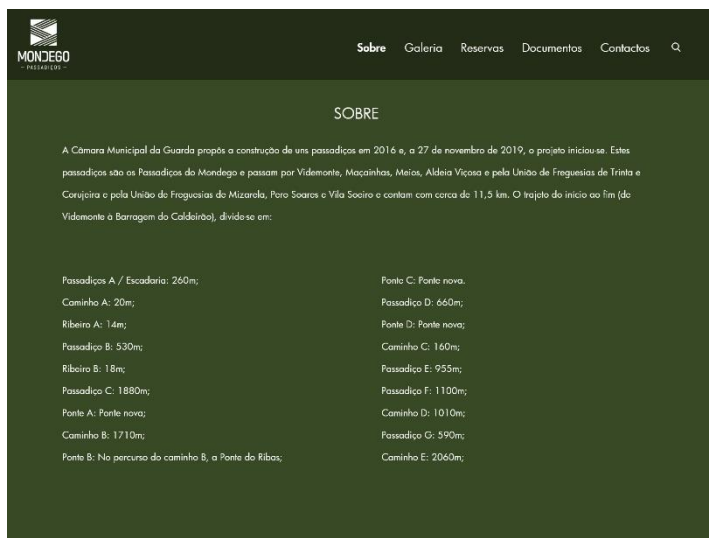 MONDEGO
– PASSADIÇOS –
Sobre Galeria Reservas Documentos Contactos
SOBRE
A Câmara Municipal da Guarda propôs a construção de uns passadiços em 2016 e, a 27 de novembro de 2019, o projeto iniciou-se. Estes
passadiços são os Passadiços do Mondego e passam por Videmonte, Maçainhas, Meios, Aldeia Viçosa e pela União de Freguesias de Trinta e
Corujeira e pela União de Freguesias de Mizarela, Pero Soares e Vila Soeiro e contam com cerca de 11,5 km. O trajeto do início ao fim (de
Videmonte à Barragem do Caldeirão), divide-se em:
Passadiços A / Escadaria: 260m;
Caminho A: 20m;
Ribeiro A: 14m;
Passadiço B: 530m;
Ribeiro B: 18m;
Passadiço C: 1880m;
Ponte A: Ponte nova;
Caminho B: 1710m;
Ponte B: No percurso do caminho B, a Ponte do Ribas;
Ponte C: Ponte nova.
Passadiço D: 660m;
Ponte D: Ponte nova;
Caminho C: 160m;
Passadiço E: 955m;
Passadiço F: 1100m;
Caminho D: 1010m;
Passadiço G: 590m;
Caminho E: 2060m;